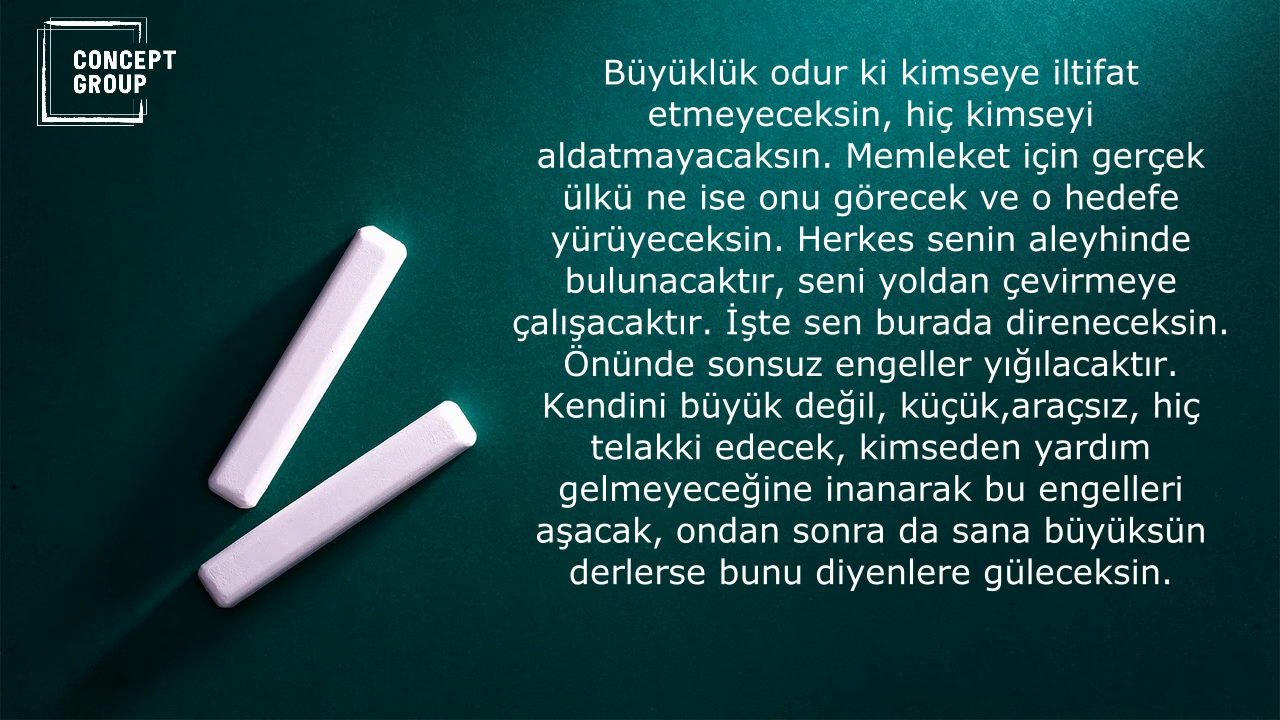 CONCEPT
GROUP
Büyüklük odur ki kimseye iltifat
etmeyeceksin, hiç kimseyi
aldatmayacaksın. Memleket için gerçek
ülkü ne ise onu görecek ve o hedefe
yürüyeceksin. Herkes senin aleyhinde
bulunacaktır, seni yoldan çevirmeye
çalışacaktır. İşte sen burada direneceksin.
Önünde sonsuz engeller yığılacaktır.
Kendini büyük değil, küçük,araçsız, hiç
telakki edecek, kimseden yardım
gelmeyeceğine inanarak bu engelleri
aşacak, ondan sonra da sana büyüksün
derlerse bunu diyenlere güleceksin.